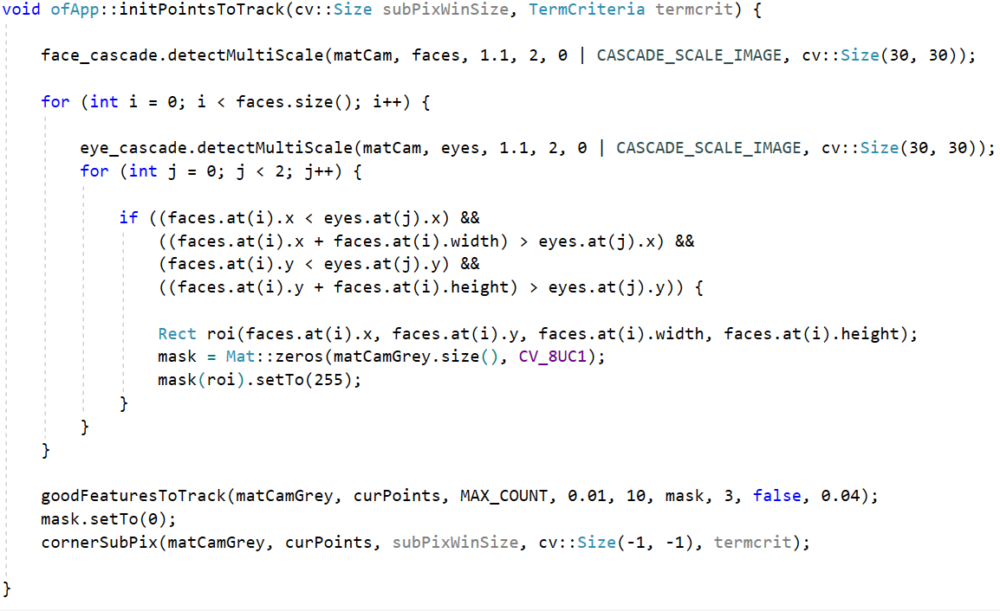 void ofApp::initPointsToTrack(cv::Size subPixWinSize, TermCriteria termcrit) {
face_cascade.detectMultiScale(matCam, faces, 1.1, 2, 0 | CASCADE_SCALE_IMAGE, cv::Size(30, 30));
for (int i = 0; i < faces.size(); i++) {
eye_cascade.detectMultiScale(matCam, eyes, 1.1, 2, 0 | CASCADE_SCALE_IMAGE, cv::Size(30, 30));
for (int j = 0; j < 2; j++) {
if ((faces.at(i).x < eyes.at(j).x) &&
((faces.at(i).x + faces.at(i).width) > eyes.at(j).x) &&
(faces.at(i).y < eyes.at(j).y) &&
((faces.at(i).y + faces.at(i).height) > eyes.at(j).y)) {
Rect roi(faces.at(i).x, faces.at(i).y, faces.at(i).width, faces.at(i).height);
mask = Mat::zeros(matCamGrey.size(), CV_8UC1);
mask(roi).setTo(255);
}
}
}
goodFeaturesToTrack(matCamGrey, curPoints, MAX_COUNT, 0.01, 10, mask, 3, false, 0.04);
mask.setTo(0);
cornerSubPix(matCamGrey, curPoints, subPixWinSize, cv::Size(-1, -1), termcrit);
}